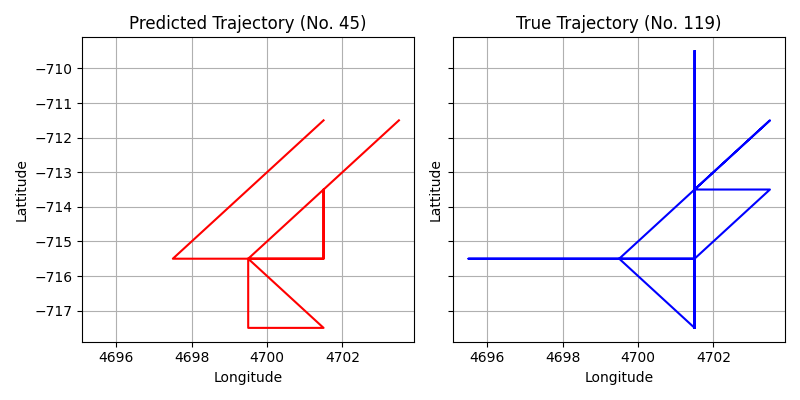 Predicted Trajectory (No. 45)
True Trajectory (No. 119)
−710
−711
−712
−713
−714
−715
−716
−717
Lattitude
Lattitude
4696
4698
4700
4702
4696
4698
4700
4702
Longitude
Longitude